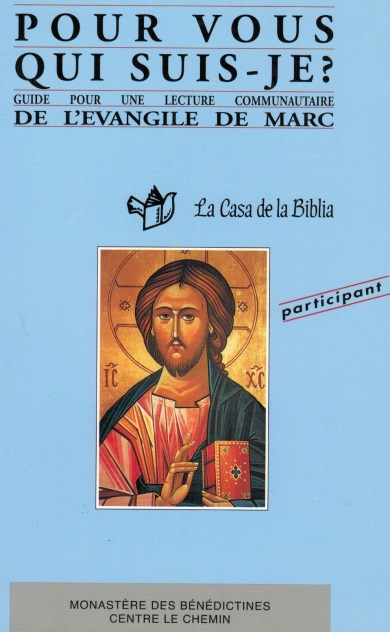 POUR VOUS
QUI SUIS-JE?
GUIDE POUR UNE LECTURE COMMUNAUTAIRE
DE L'EVANGILE DE MARC
La Casa de la Biblia
participant
IC XC
MONASTÈRE DES BÉNÉDICTINES
CENTRE LE CHEMIN